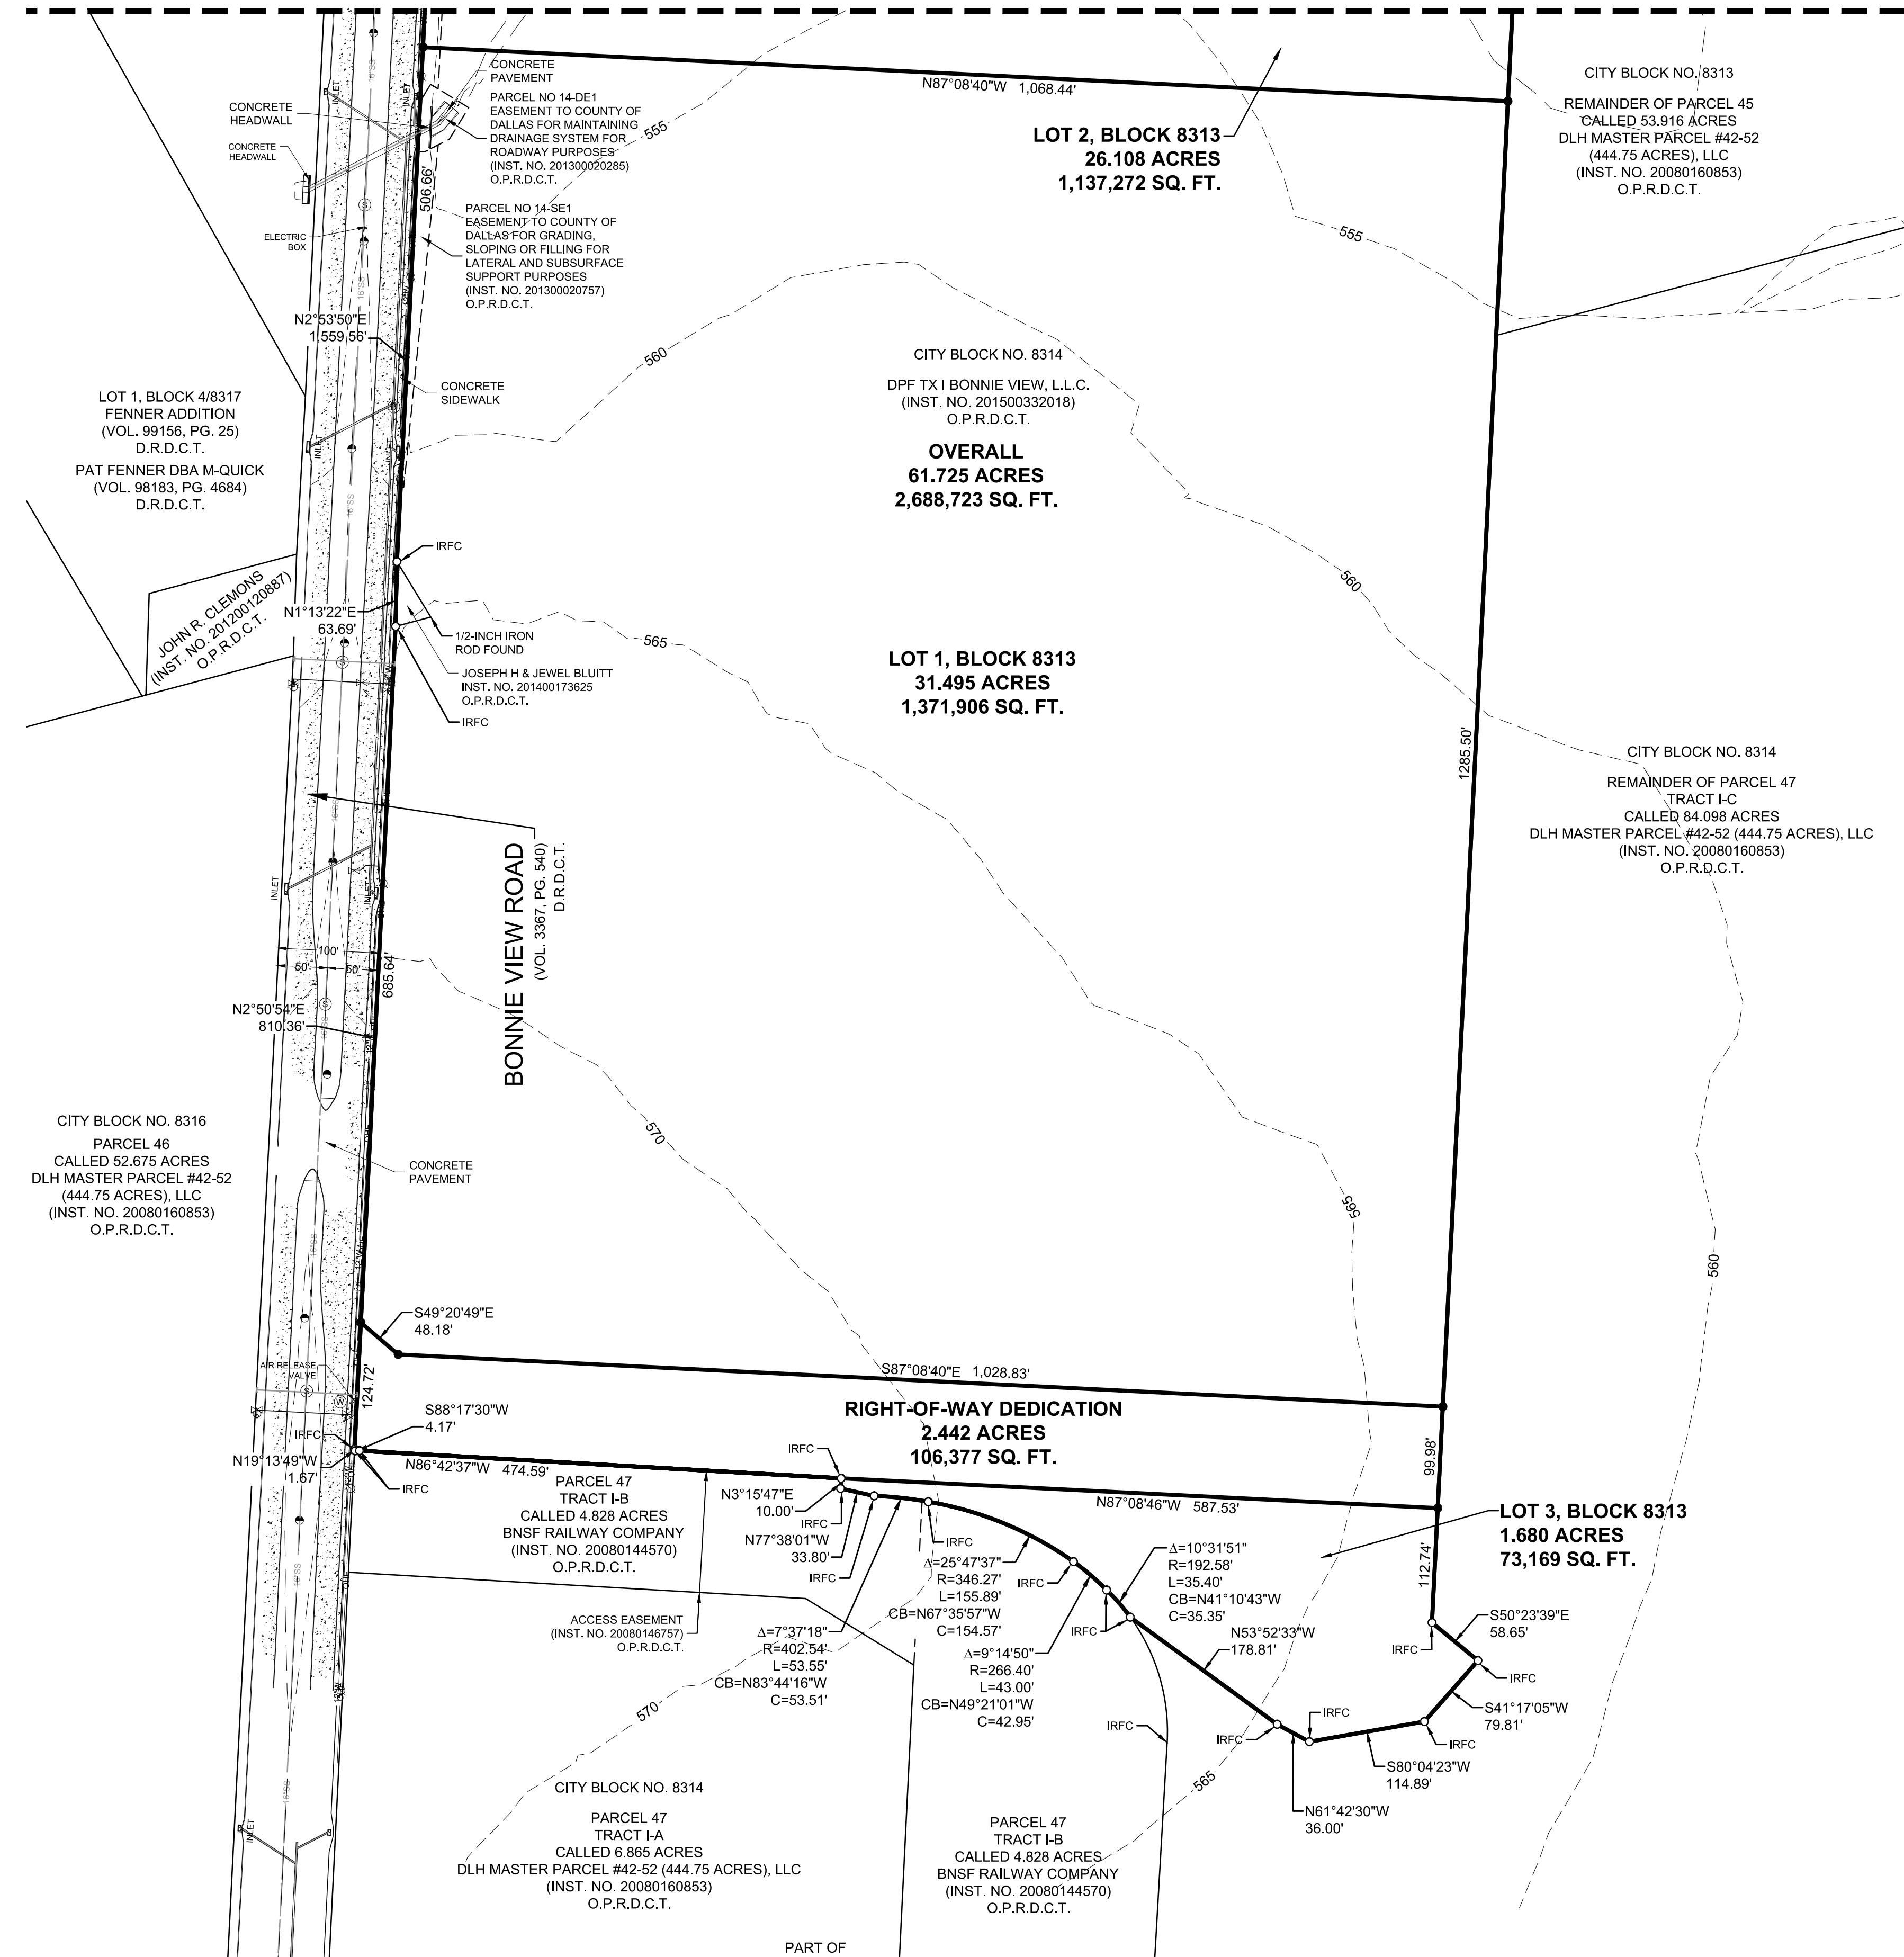 N87°08'40"W 1,068.44'
CITY BLOCK NO. 8313
REMAINDER OF PARCEL 45
CALLED 53.916 ACRES
DLH MASTER PARCEL #42-52
(444.75 ACRES), LLC
(INST. NO. 20080160853)
O.P.R.D.C.T.
LOT 2, BLOCK 8313
26.108 ACRES
1,137,272 SQ. FT.
CONCRETE
PAVEMENT
CONCRETE
HEADWALL
CONCRETE
HEADWALL
PARCEL NO 14-DE1
EASEMENT TO COUNTY OF
DALLAS FOR MAINTAINING
DRAINAGE SYSTEM FOR
ROADWAY PURPOSES
(INST. NO. 201300020285)
O.P.R.D.C.T.
555
506.66'
INLET
INLET
16"SS
PARCEL NO 14-SE1
EASEMENT TO COUNTY OF
DALLAS FOR GRADING,
SLOPING OR FILLING FOR
LATERAL AND SUBSURFACE
SUPPORT PURPOSES
(INST. NO. 201300020757)
O.P.R.D.C.T.
ELECTRIC
BOX
16"SS
555
N2°53'50"E
1,559.56'
560
CONCRETE
SIDEWALK
CITY BLOCK NO. 8314
DPF TX I BONNIE VIEW, L.L.C.
(INST. NO. 201500332018)
O.P.R.D.C.T.
OVERALL
61.725 ACRES
2,688,723 SQ. FT.
LOT 1, BLOCK 4/8317
FENNER ADDITION
(VOL. 99156, PG. 25)
D.R.D.C.T.
PAT FENNER DBA M-QUICK
(VOL. 98183, PG. 4684)
D.R.D.C.T.
INLET
INLET
16"SS
IRFC
JOHN R. CLEMONS
(INST. NO. 201200120887)
O.P.R.D.C.T.
N1°13'22"E
63.69'
1/2-INCH IRON
ROD FOUND
JOSEPH H & JEWEL BLUITT
INST. NO. 201400173625
O.P.R.D.C.T.
IRFC
565
560
LOT 1, BLOCK 8313
31.495 ACRES
1,371,906 SQ. FT.
1285.50'
CITY BLOCK NO. 8314
REMAINDER OF PARCEL 47
TRACT I-C
CALLED 84.098 ACRES
DLH MASTER PARCEL #42-52 (444.75 ACRES), LLC
(INST. NO. 20080160853)
O.P.R.D.C.T.
BONNIE VIEW ROAD
(VOL. 3367, PG. 540)
D.R.D.C.T.
16"SS
INLET
INLET
100'
50'
50'
685.64'
N2°50'54"E
810.36'
16"SS
570
CITY BLOCK NO. 8316
PARCEL 46
CALLED 52.675 ACRES
DLH MASTER PARCEL #42-52
(444.75 ACRES), LLC
(INST. NO. 20080160853)
O.P.R.D.C.T.
CONCRETE
PAVEMENT
565
560
16"SS
S49°20'49"E
48.18'
S87°08'40"E 1,028.83'
AIR RELEASE
VALVE
124.72'
RIGHT-OF-WAY DEDICATION
2.442 ACRES
106,377 SQ. FT.
S88°17'30"W
4.17'
IRFC
N19°13'49"W
1.67'
IRFC
N86°42'37"W 474.59'
IRFC
99.98'
N87°08'46"W 587.53'
PARCEL 47
TRACT I-B
CALLED 4.828 ACRES
BNSF RAILWAY COMPANY
(INST. NO. 20080144570)
O.P.R.D.C.T.
N3°15'47"E
10.00'
IRFC
N77°38'01"W
33.80'
IRFC
IRFC
LOT 3, BLOCK 8313
1.680 ACRES
73,169 SQ. FT.
112.74'
Δ=25°47'37"
R=346.27'
L=155.89'
CB=N67°35'57"W
C=154.57'
IRFC
Δ=10°31'51"
R=192.58'
L=35.40'
CB=N41°10'43"W
C=35.35'
IRFC
ACCESS EASEMENT
(INST. NO. 20080146757)
O.P.R.D.C.T.
Δ=7°37'18"
R=402.54'
L=53.55'
CB=N83°44'16"W
C=53.51'
Δ=9°14'50"
R=266.40'
L=43.00'
CB=N49°21'01"W
C=42.95'
N53°52'33"W
178.81'
S50°23'39"E
58.65'
IRFC
IRFC
S41°17'05"W
79.81'
IRFC
IRFC
IRFC
IRFC
S80°04'23"W
114.89'
N61°42'30"W
36.00'
16"SS
570
565
16"SS
INLET
CITY BLOCK NO. 8314
PARCEL 47
TRACT I-A
CALLED 6.865 ACRES
DLH MASTER PARCEL #42-52 (444.75 ACRES), LLC
(INST. NO. 20080160853)
O.P.R.D.C.T.
PARCEL 47
TRACT I-B
CALLED 4.828 ACRES
BNSF RAILWAY COMPANY
(INST. NO. 20080144570)
O.P.R.D.C.T.
PART OF